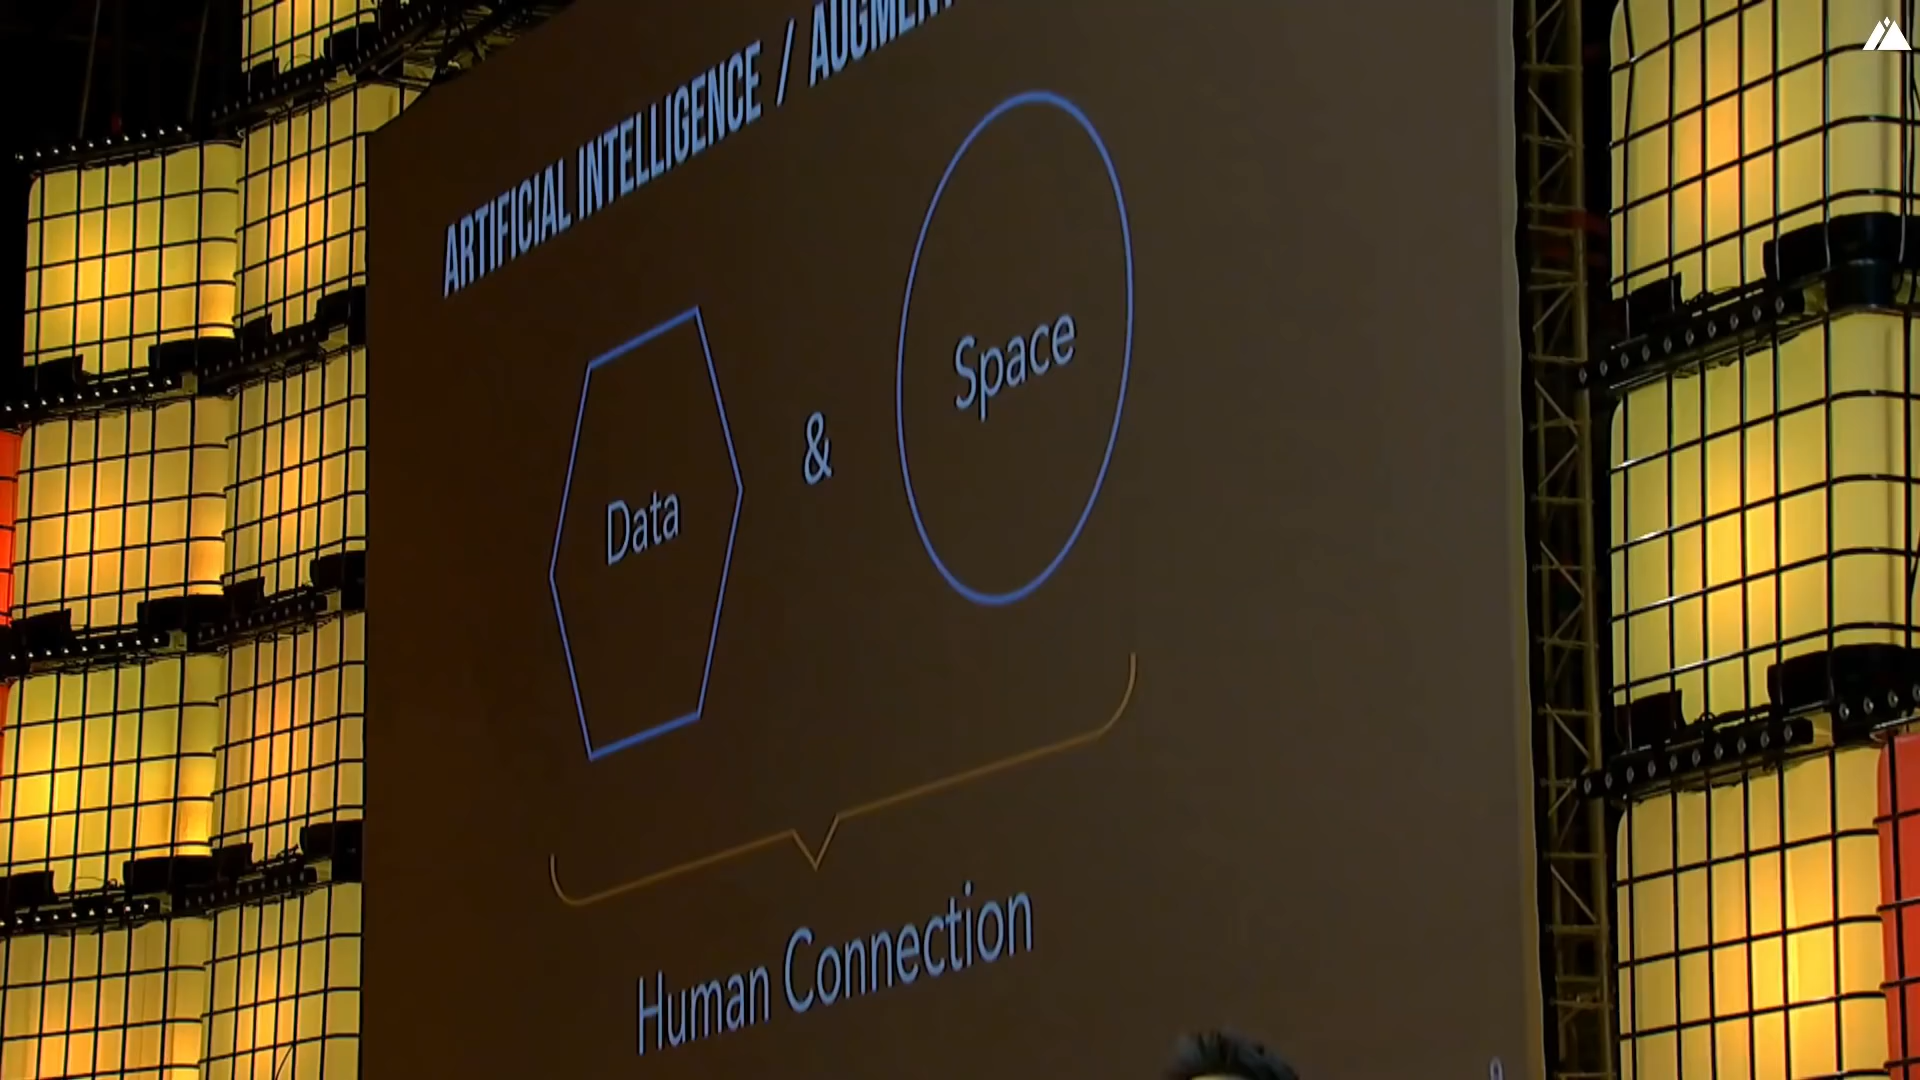 ARTIFICIAL INTELLIGENCE /
Data
&
Space
Human Connection